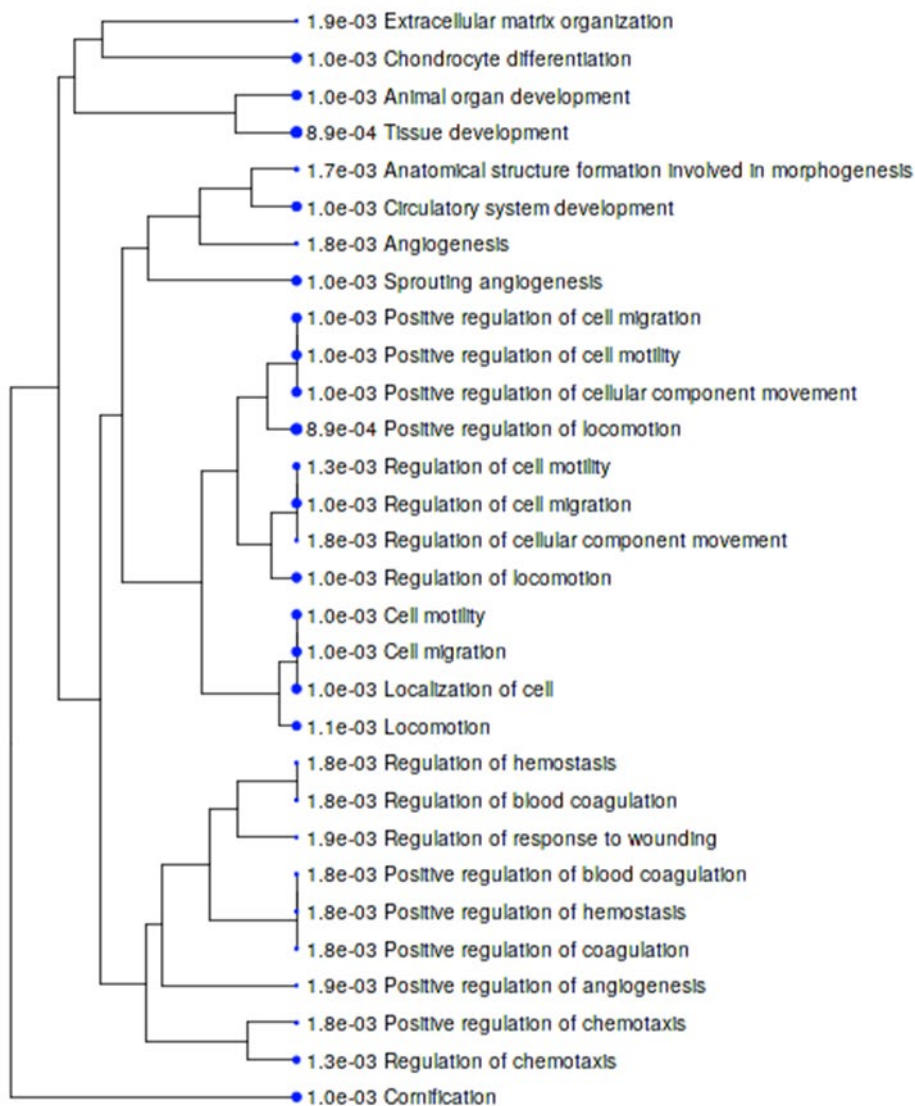 1.9e-03 Extracellular matrix organization
1.0e-03 Chondrocyte differentiation
1.0e-03 Animal organ development
8.9e-04 Tissue development
1.7e-03 Anatomical structure formation involved in morphogenesis
1.0e-03 Circulatory system development
1.8e-03 Angiogenesis
1.0e-03 Sprouting angiogenesis
1.0e-03 Positive regulation of cell migration
1.0e-03 Positive regulation of cell motility
1.0e-03 Positive regulation of cellular component movement
8.9e-04 Positive regulation of locomotion
1.3e-03 Regulation of cell motility
1.0e-03 Regulation of cell migration
1.8e-03 Regulation of cellular component movement
1.0e-03 Regulation of locomotion
1.0e-03 Cell motility
1.0e-03 Cell migration
1.0e-03 Localization of cell
1.1e-03 Locomotion
1.8e-03 Regulation of hemostasis
1.8e-03 Regulation of blood coagulation
1.9e-03 Regulation of response to wounding
1.8e-03 Positive regulation of blood coagulation
1.8e-03 Positive regulation of hemostasis
1.8e-03 Positive regulation of coagulation
1.9e-03 Positive regulation of angiogenesis
1.8e-03 Positive regulation of chemotaxis
1.3e-03 Regulation of chemotaxis
1.0e-03 Cornification